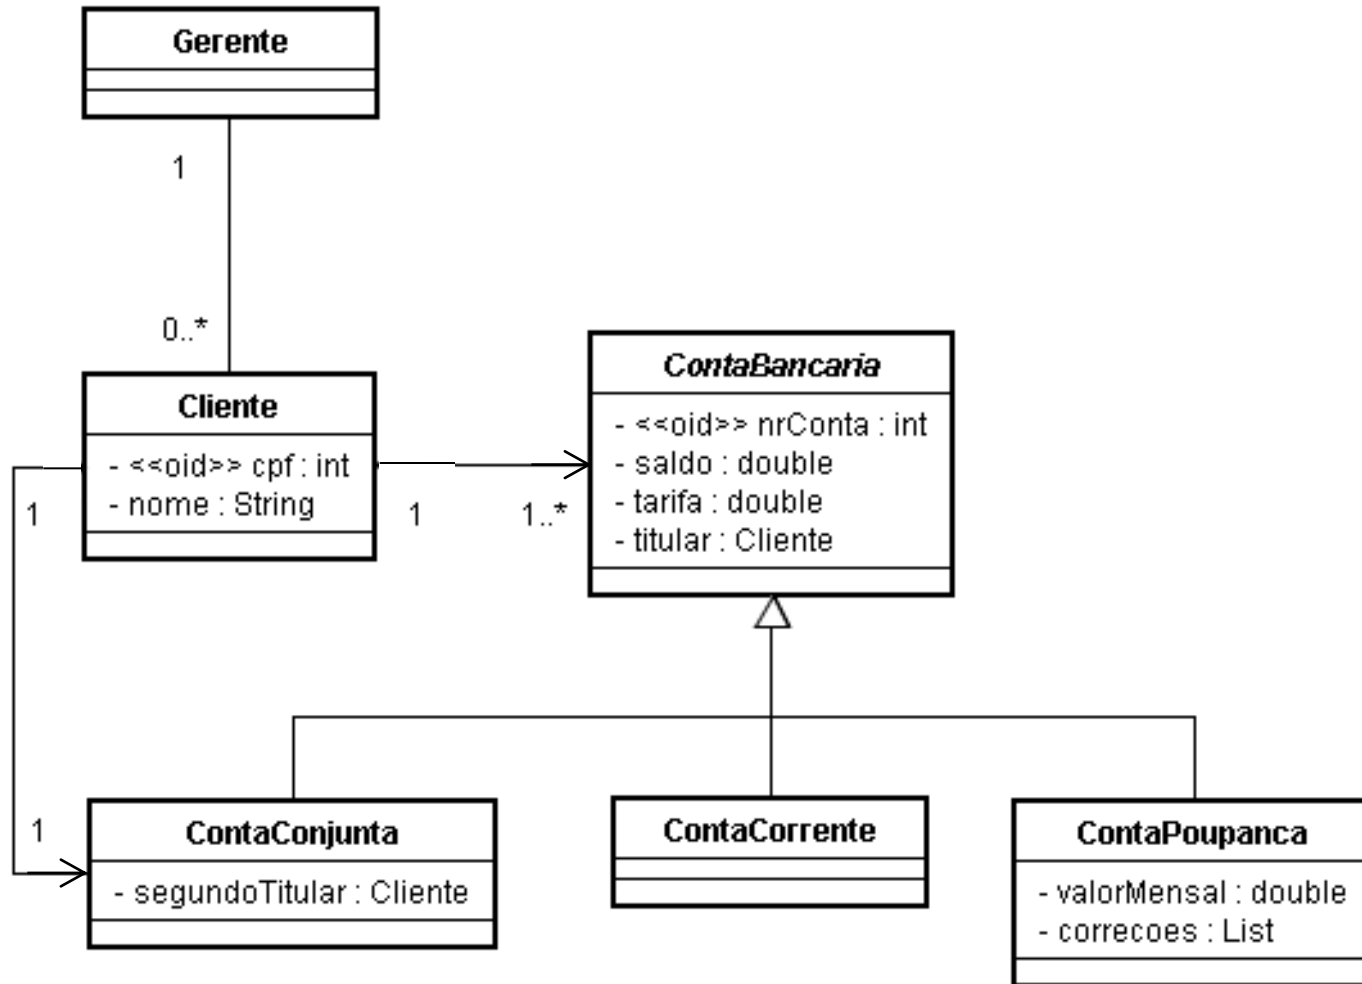 Gerente
1
0..*
Cliente
- <<oid>> cpf : int
- nome : String
1
1
1..*
ContaBancaria
- <<oid>> nrConta : int
- saldo : double
- tarifa : double
- titular : Cliente
1
ContaConjunta
- segundoTitular : Cliente
ContaCorrente
ContaPoupanca
- valorMensal : double
- correcoes : List